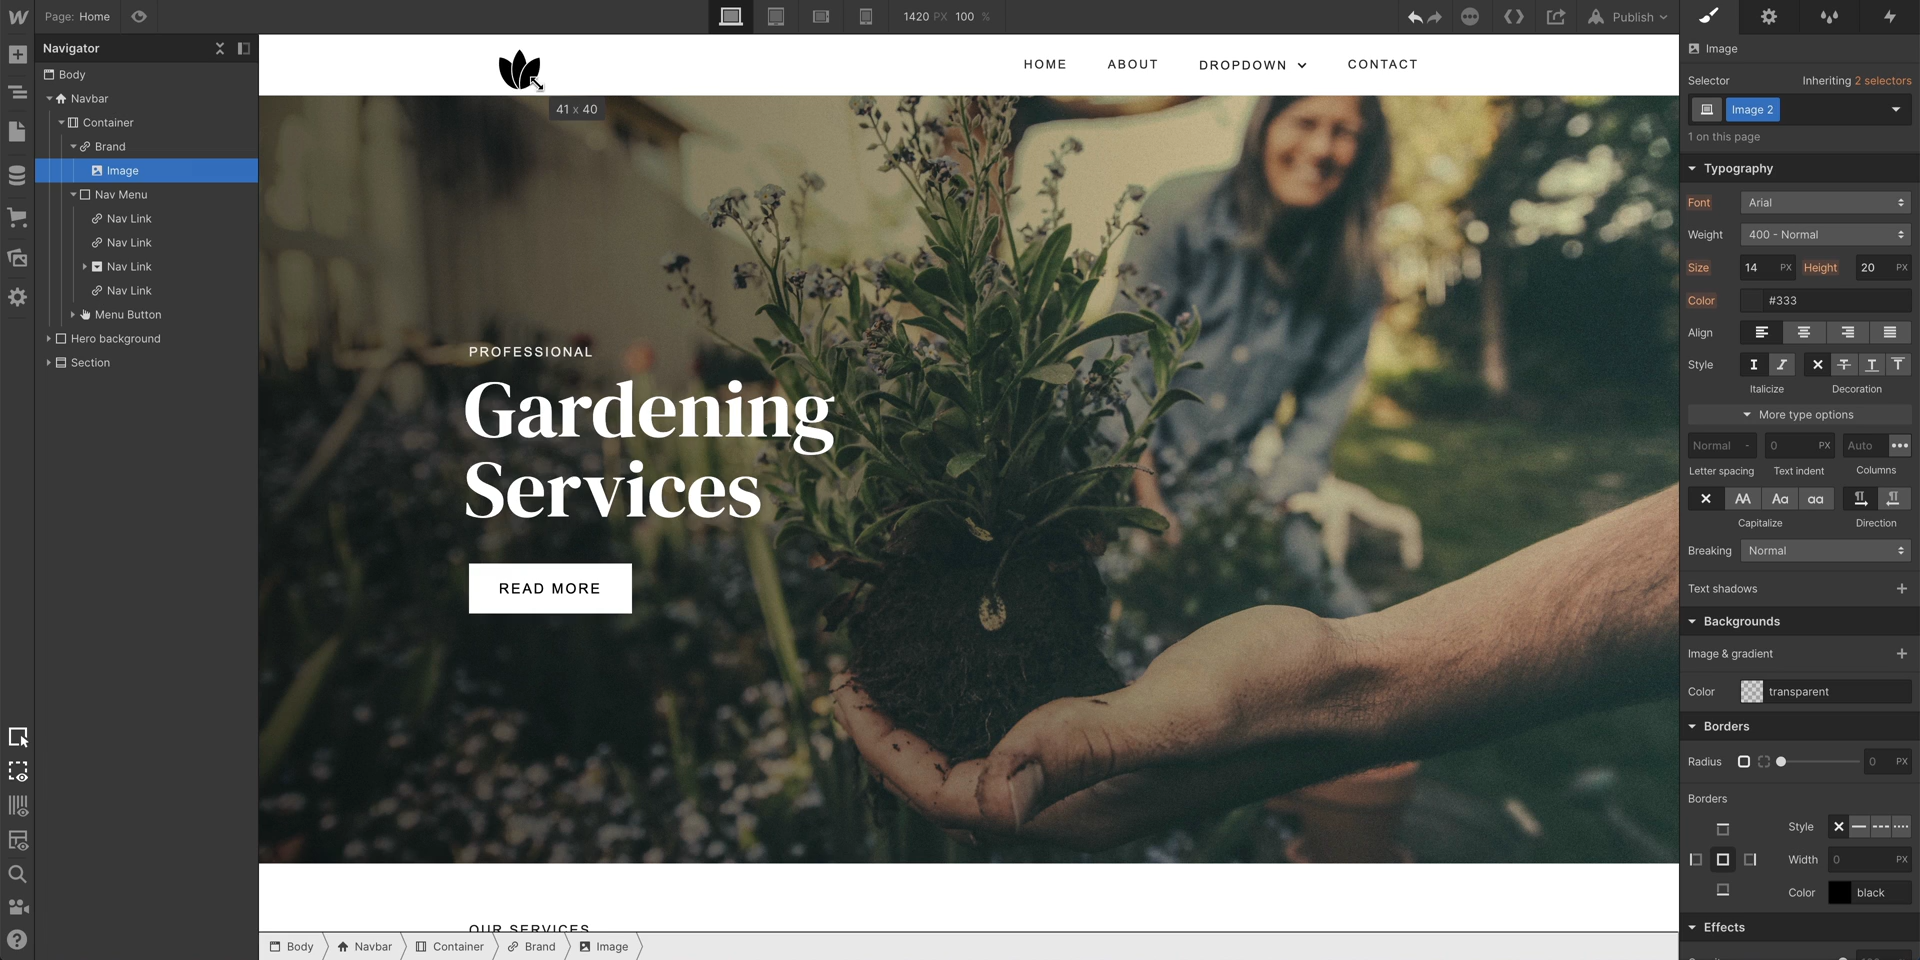 Page: Home
1420 PX 100 %
Publish
Navigator
Body
Navbar
Container
Brand
Image
Nav Menu
Nav Link
Nav Link
Nav Link
Nav Link
Menu Button
Hero background
Section
HOME
ABOUT
DROPDOWN
CONTACT
41 x 40
PROFESSIONAL
Gardening
Services
READ MORE
OUR SERVICES
Body
Navbar
Container
Brand
Image
Image
Selector
Inheriting 2 selectors
Image 2
1 on this page
Typography
Font Arial
Weight 400 - Normal
Size 14 PX Height 20 PX
Color #333
Align
Style
Italicize Decoration
More type options
Normal - 0 PX Auto
Letter spacing Text indent Columns
AA Aa aa
Capitalize Direction
Breaking Normal
Text shadows
Backgrounds
Image & gradient
Color transparent
Borders
Radius 0 PX
Borders
Style
Width 0 PX
Color black
Effects